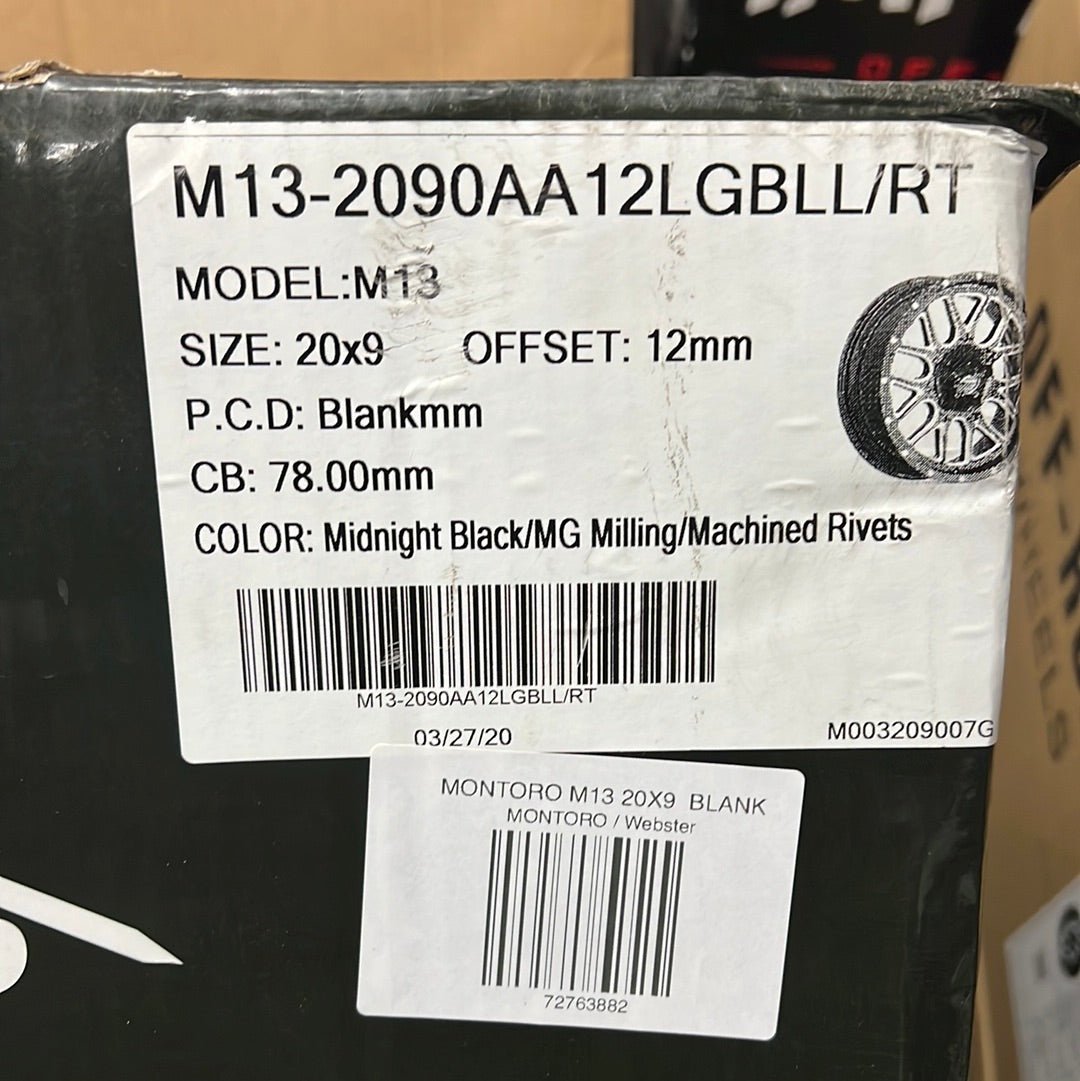 M13-2090AA12LGBLL/RT
MODEL:M13
SIZE: 20x9 OFFSET: 12mm
P.C.D: Blankmm
CB: 78.00mm
COLOR: Midnight Black/MG Milling/Machined Rivets
M13-2090AA12LGBLL/RT
03/27/20 M003209007G
MONTORO M13 20X9 BLANK
MONTORO / Webster
72763882